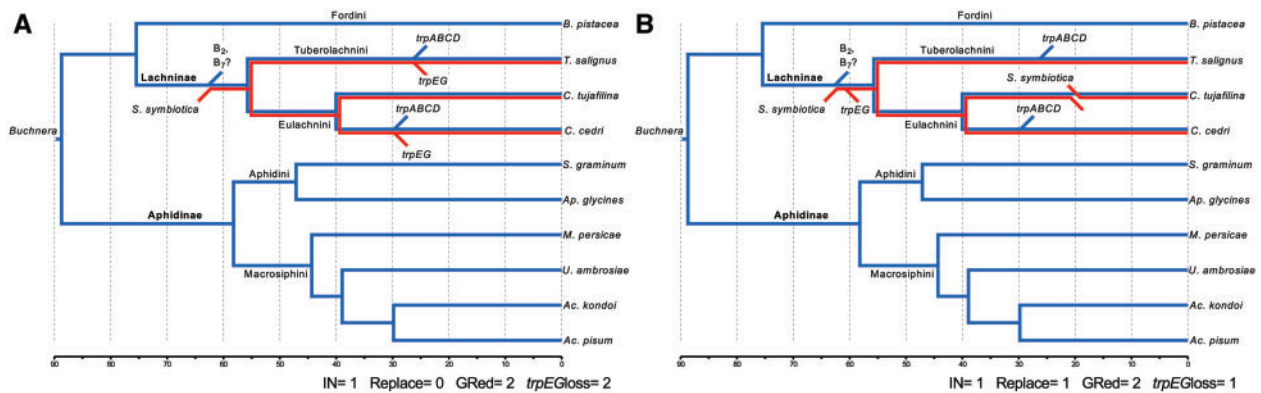 A
Fordini
B. pistacea
B₂,
B₇?
trpABCD
Tuberolachnini
T. salignus
Lachninae
trpEG
S. symbiotica
C. tujafilina
trpABCD
Eulachnini
C. cedri
trpEG
Buchnera
S. graminum
Aphidini
Ap. glycines
Aphidinae
M. persicae
Macrosiphini
U. ambrosiae
Ac. kondoi
Ac. pisum
90 80 70 60 50 40 30 20 10 0
IN= 1 Replace= 0 GRed= 2 trpEGloss= 2
B
Fordini
B. pistacea
B₂,
B₇?
trpABCD
Tuberolachnini
T. salignus
Lachninae
S. symbiotica
S. symbiotica
trpEG
C. tujafilina
trpABCD
Eulachnini
C. cedri
Buchnera
S. graminum
Aphidini
Ap. glycines
Aphidinae
M. persicae
Macrosiphini
U. ambrosiae
Ac. kondoi
Ac. pisum
90 80 70 60 50 40 30 20 10 0
IN= 1 Replace= 1 GRed= 2 trpEGloss= 1